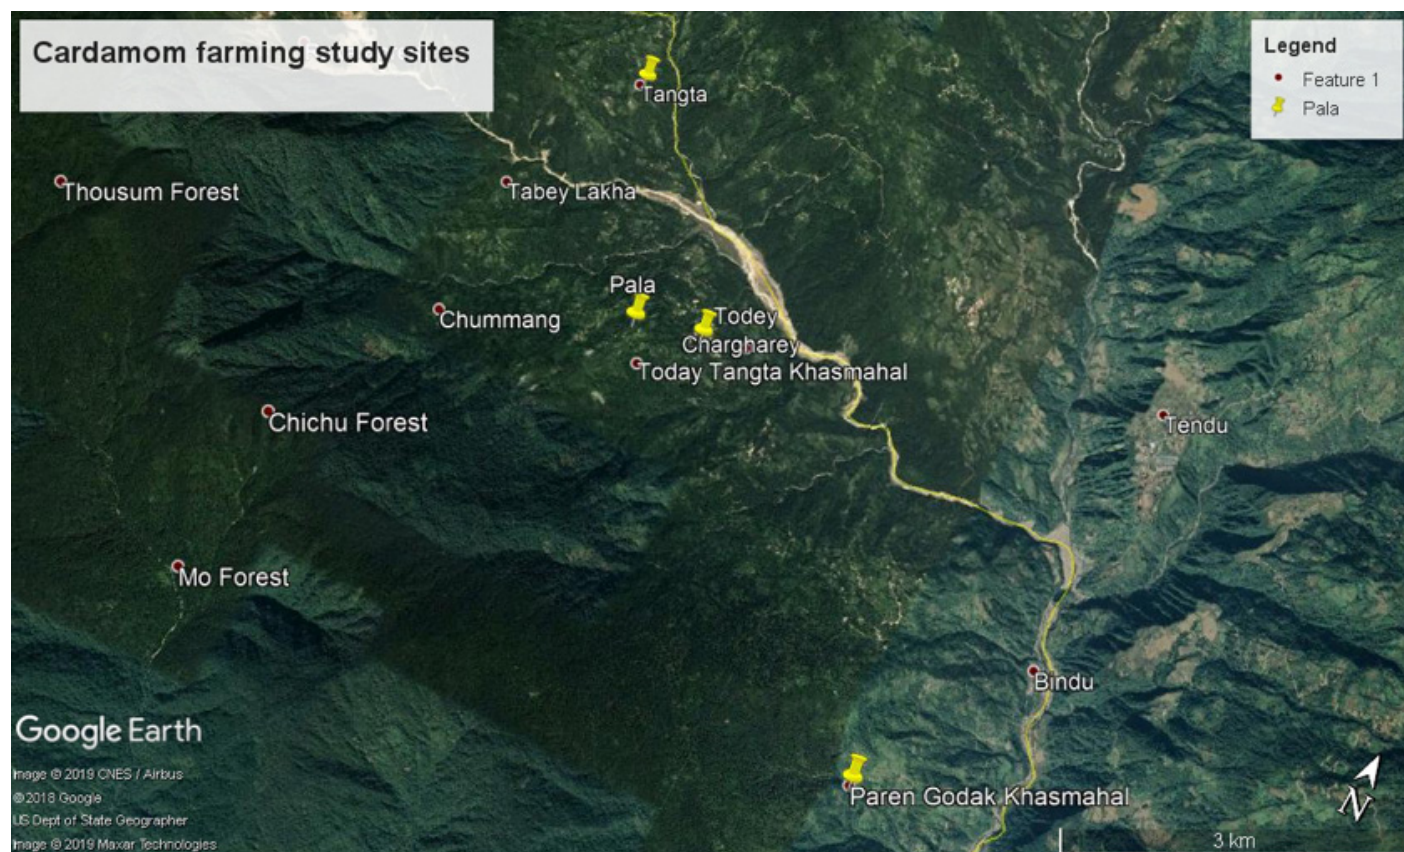 Cardamom farming study sites
Legend
Feature 1
Pala
Tangta
Thousum Forest
Tabey Lakha
Pala
Todey
Chummang
Chargharey
Today Tangta Khasmahal
Chichu Forest
Tendu
Mo Forest
Bindu
Google Earth
Image © 2019 CNES / Airbus
© 2018 Google
US Dept of State Geographer
Image © 2019 Maxar Technologies
Paren Godak Khasmahal
N
3 km